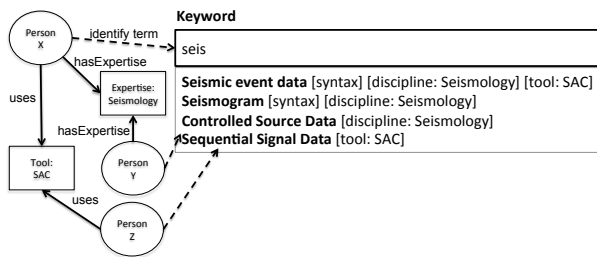 Keyword
Person
X
identify term
seis
hasExpertise
Expertise:
Seismology
Seismic event data [syntax] [discipline: Seismology] [tool: SAC]
Seismogram [syntax] [discipline: Seismology]
Controlled Source Data [discipline: Seismology]
Sequential Signal Data [tool: SAC]
uses
hasExpertise
Tool:
SAC
Person
Y
uses
Person
Z